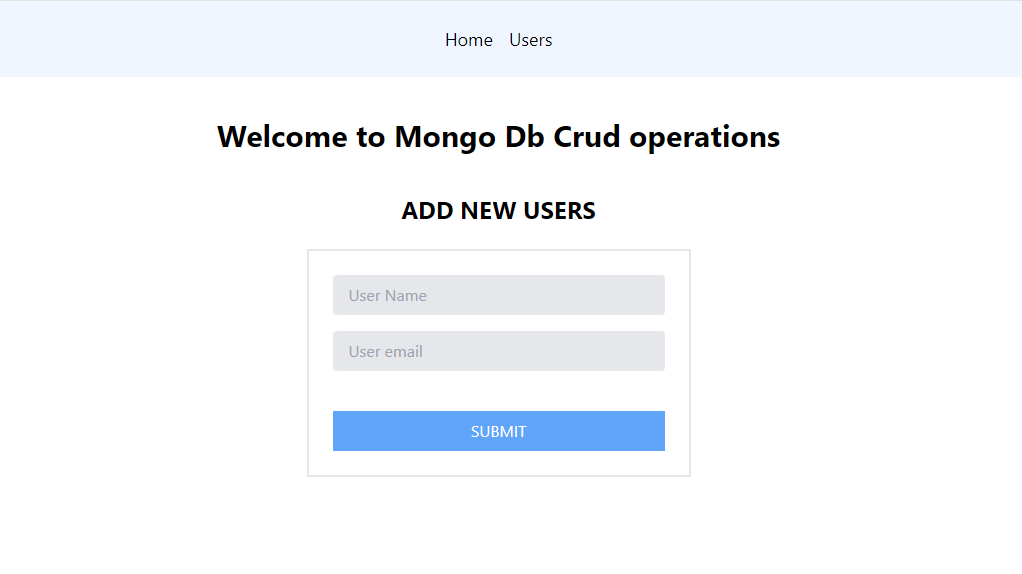 Home Users
Welcome to Mongo Db Crud operations
ADD NEW USERS
User Name
User email
SUBMIT